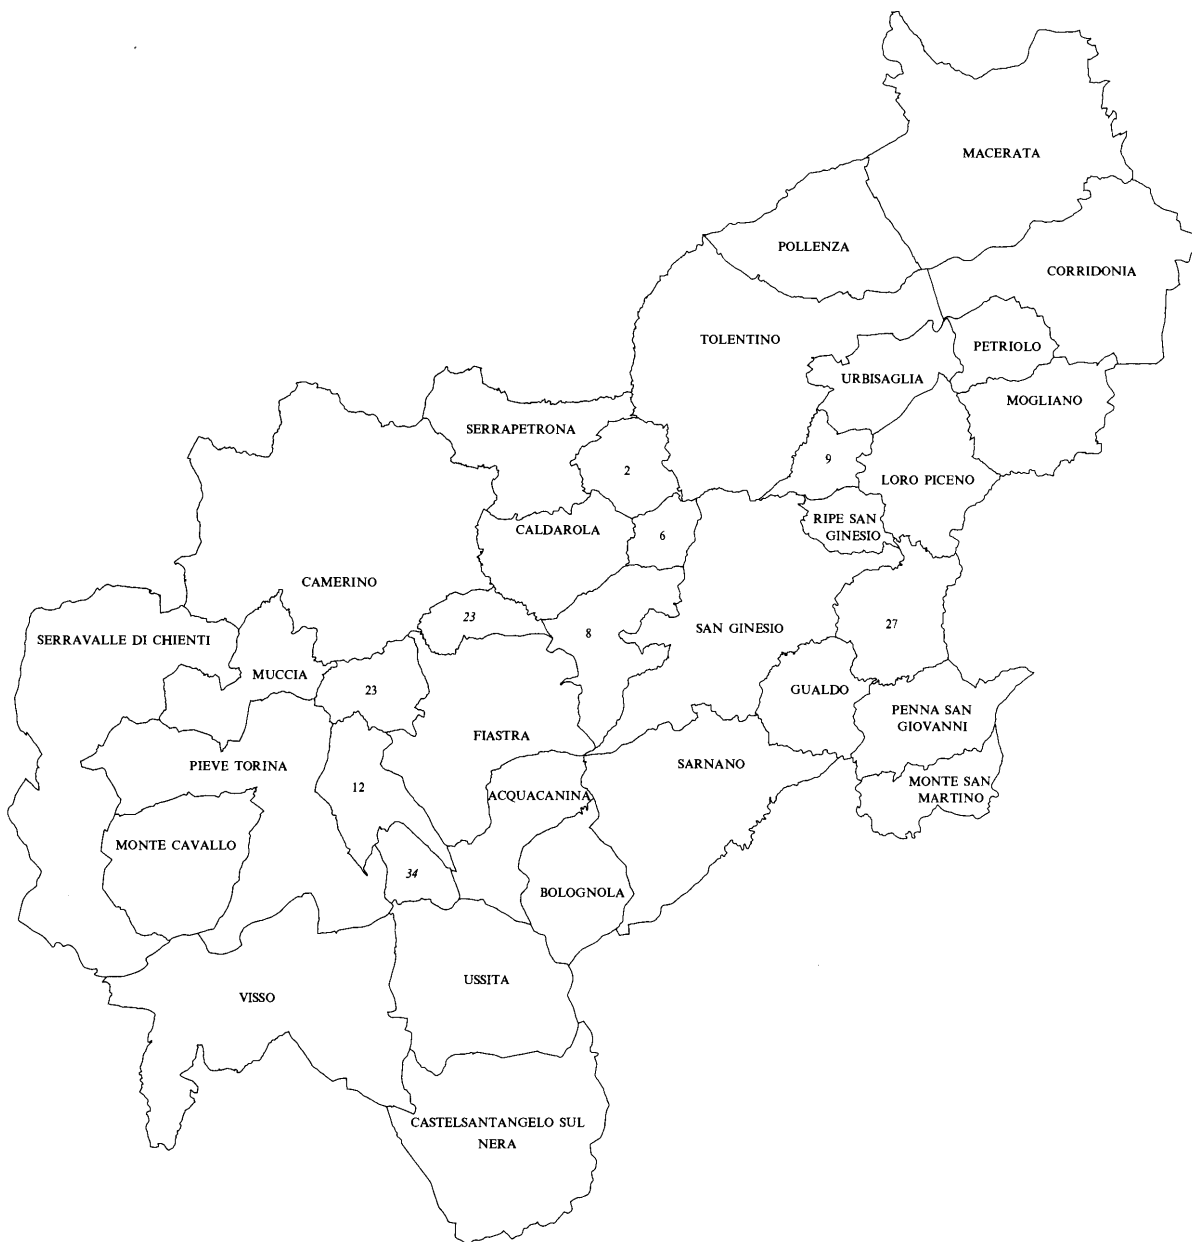 MACERATA
POLLENZA
CORRIDONIA
TOLENTINO
PETRIOLO
URBISAGLIA
MOGLIANO
SERRAPETRONA
2
9
LORO PICENO
CALDAROLA
6
RIPE SAN
GINESIO
CAMERINO
23
SERRAVALLE DI CHIENTI
8
SAN GINESIO
27
MUCCIA
23
GUALDO
PENNA SAN
GIOVANNI
FIASTRA
PIEVE TORINA
SARNANO
12
ACQUACANINA
MONTE SAN
MARTINO
MONTE CAVALLO
34
BOLOGNOLA
USSITA
VISSO
CASTELSANTANGELO SUL
NERA